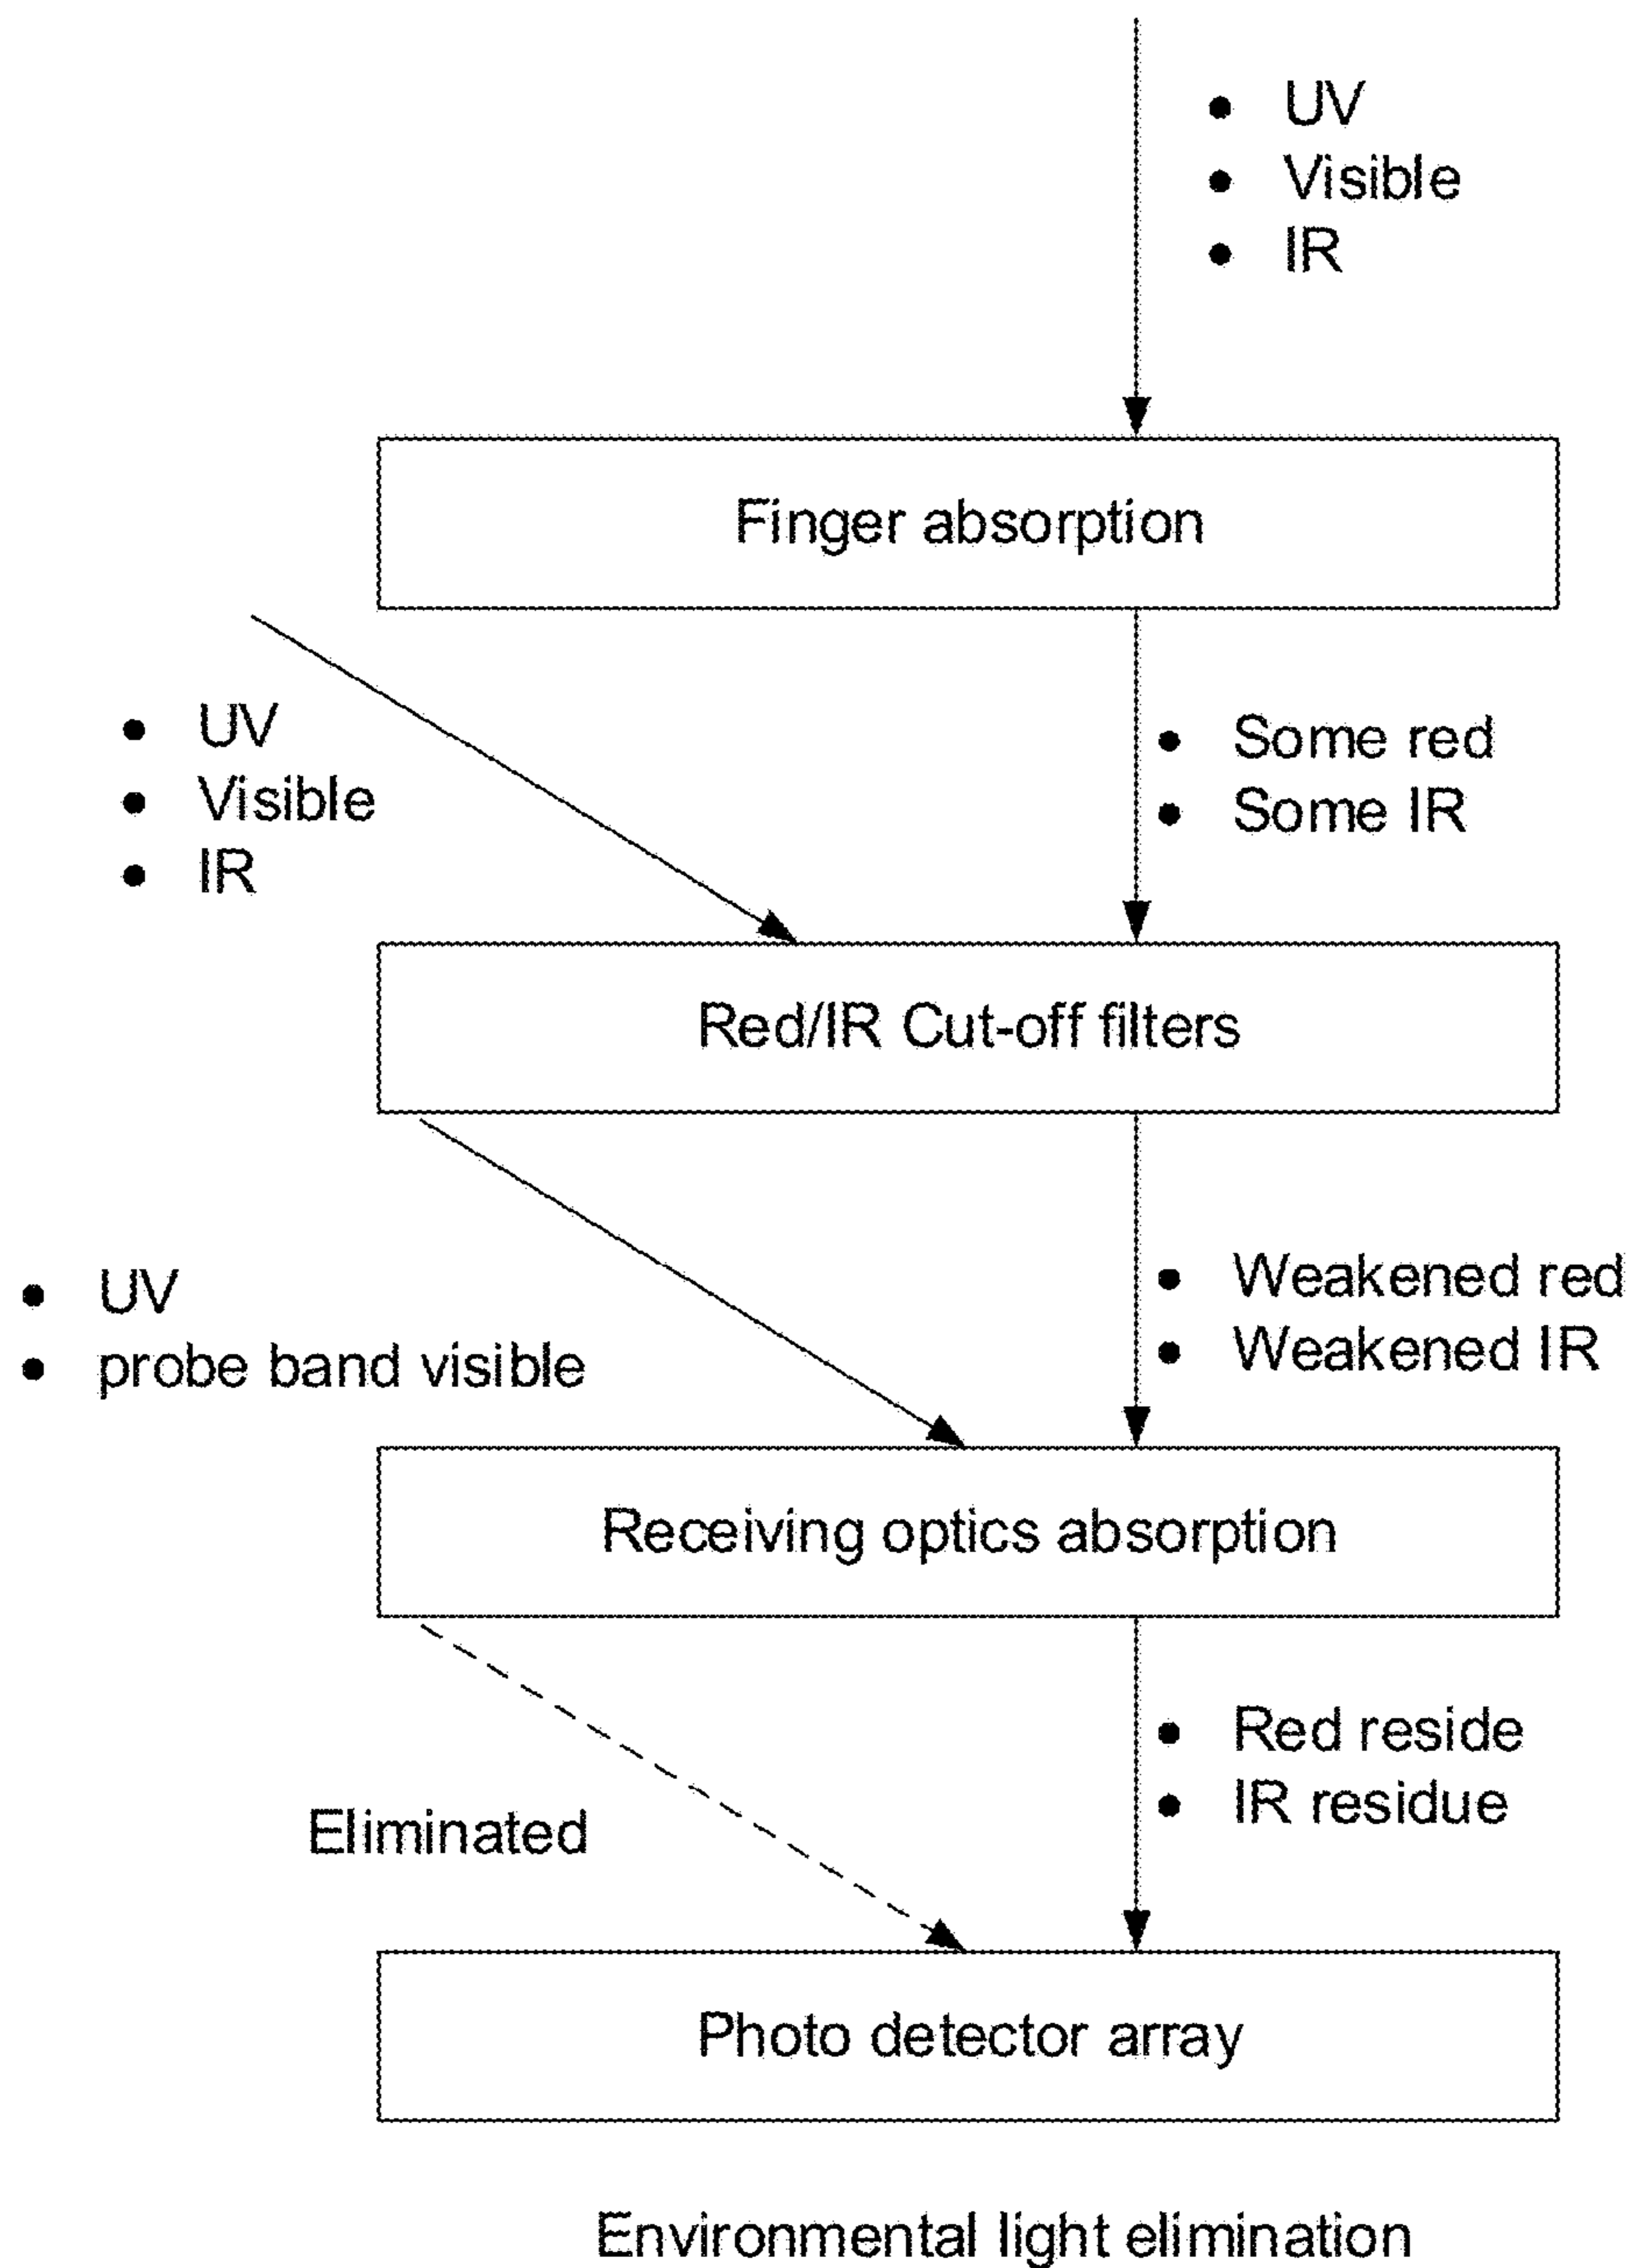 • UV
• Visible
• IR
Finger absorption
• UV
• Visible
• IR
• Some red
• Some IR
Red/IR Cut-off filters
• UV
• probe band visible
• Weakened red
• Weakened IR
Receiving optics absorption
Eliminated
• Red reside
• IR residue
Photo detector array
Environmental light elimination